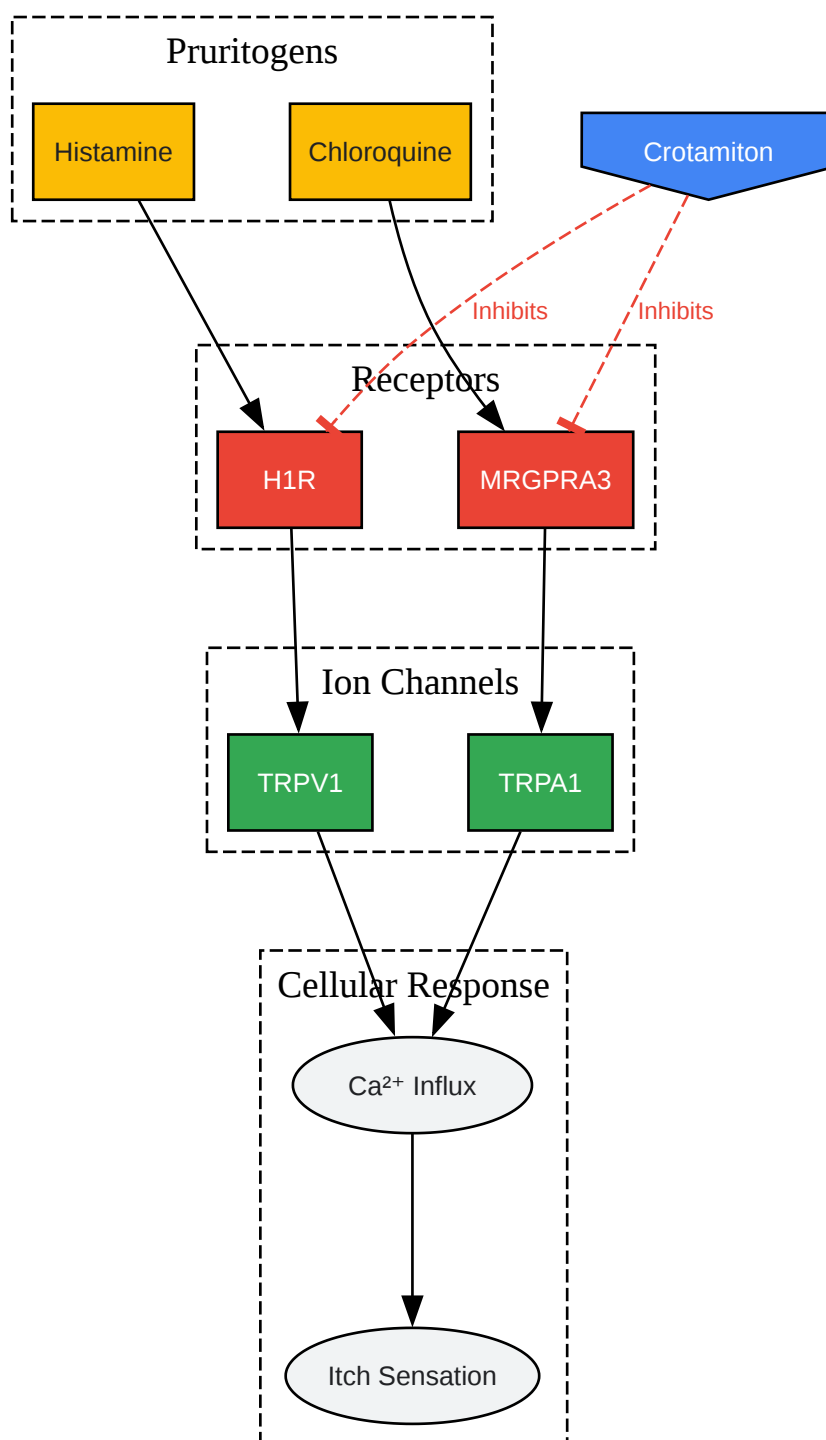 Pruritogens
Histamine
Chloroquine
Crotamiton
Inhibits
Inhibits
Receptors
H1R
MRGPRA3
Ion Channels
TRPV1
TRPA1
Cellular Response
Ca²⁺ Influx
Itch Sensation